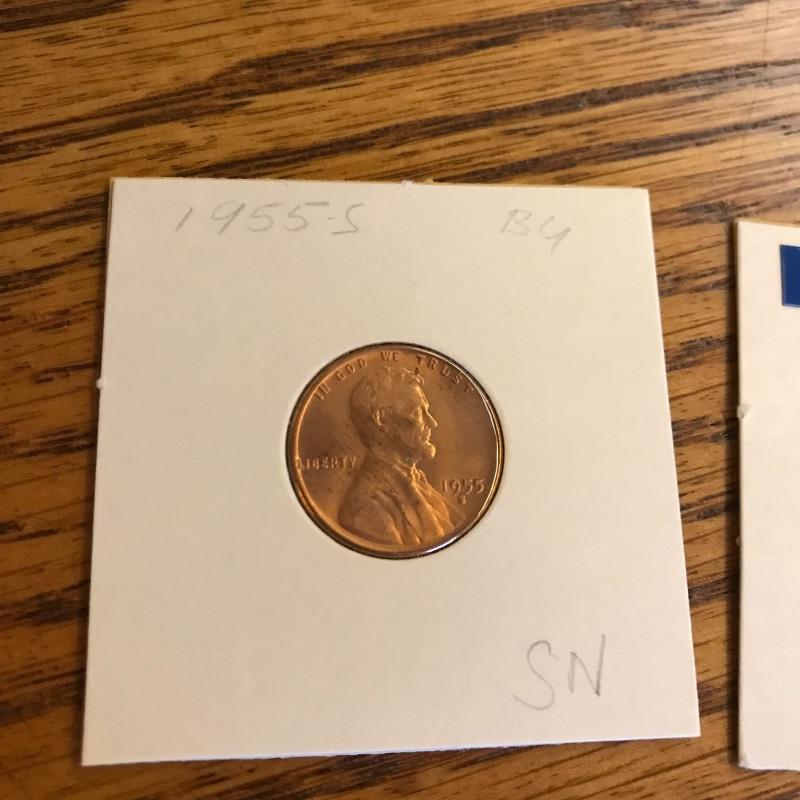 1955-S BU
IN GOD WE TRUST
LIBERTY
1955
S
SN